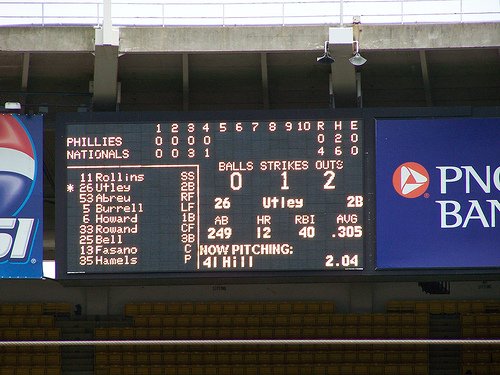 1 2 3 4 5 6 7 8 9 10 R H E
PHILLIES 0 0 0 0 0 2 0
NATIONALS 0 0 3 1 4 6 0
BALLS STRIKES OUTS
0 1 2
11 Rollins SS
* 26 Utley 2B
53 Abreu RF
5 Burrell LF
6 Howard 1B
33 Rowand CF
25 Bell 3B
13 Fasano C
35 Hamels P
26 Utley 2B
AB HR RBI AVG
249 12 40 .305
NOW PITCHING:
41 Hill 2.04
SI
PNC
BAN